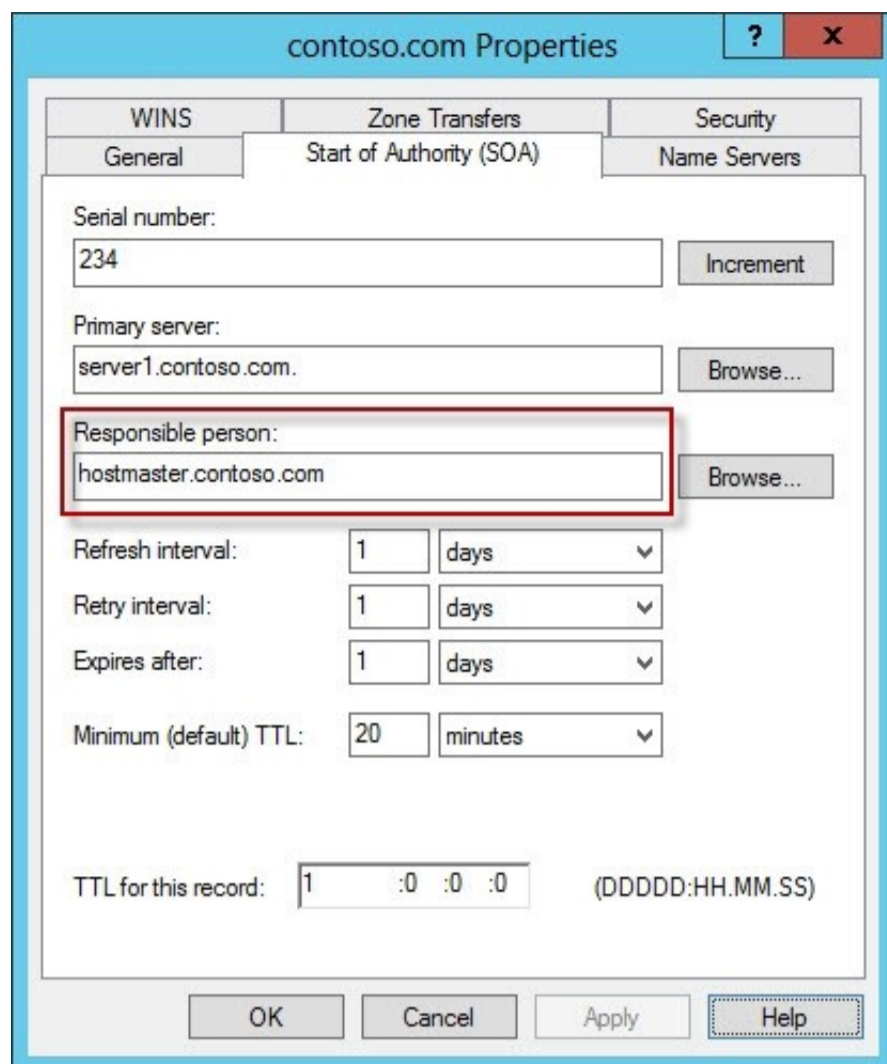 contoso.com Properties
? x
WINS Zone Transfers Security
General Start of Authority (SOA) Name Servers
Serial number:
234 Increment
Primary server:
server1.contoso.com. Browse...
Responsible person:
hostmaster.contoso.com Browse...
Refresh interval: 1 days
Retry interval: 1 days
Expires after: 1 days
Minimum (default) TTL: 20 minutes
TTL for this record: 1 :0 :0 :0 (DDDDD:HH.MM.SS)
OK Cancel Apply Help